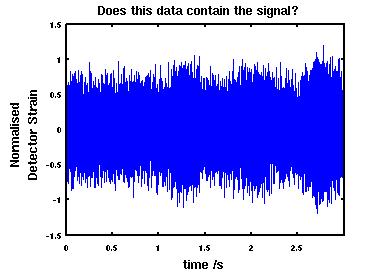 Does this data contain the signal?
1.5
1
0.5
0
-0.5
-1
-1.5
Normalised
Detector Strain
0 0.5 1 1.5 2 2.5
time /s